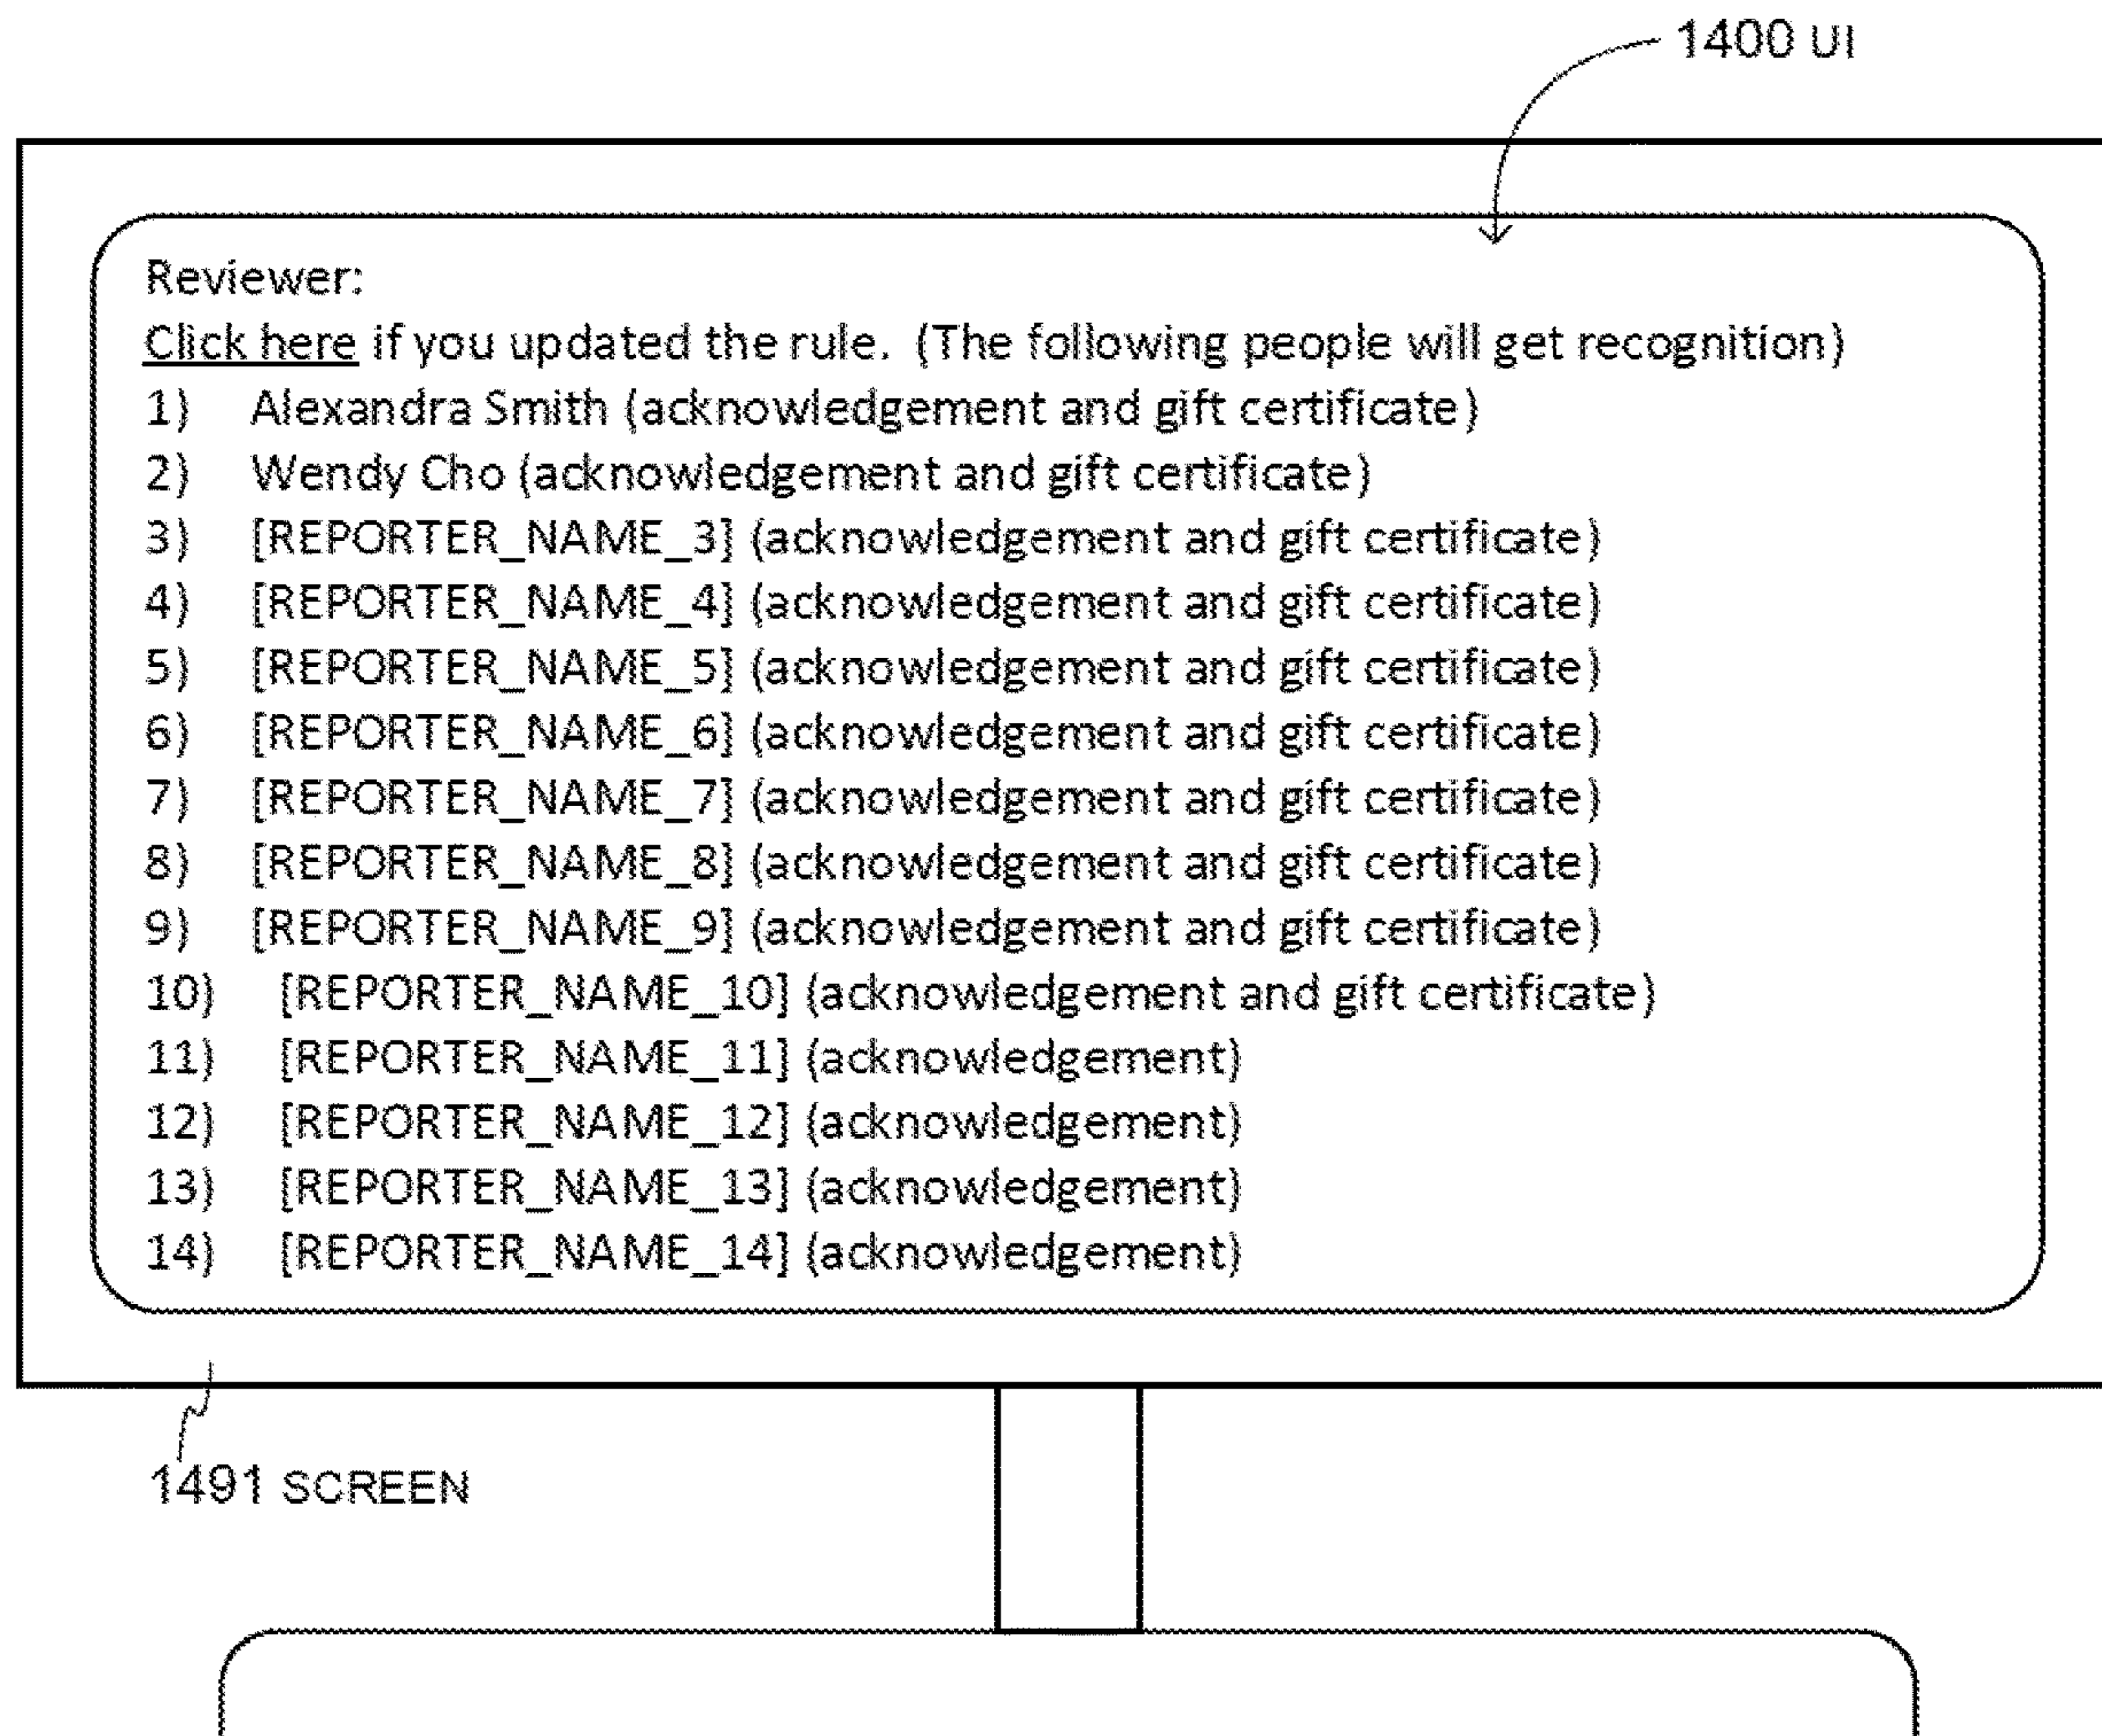 1400 UI
Reviewer:
Click here if you updated the rule.  (The following people will get recognition)
1) Alexandra Smith (acknowledgement and gift certificate)
2) Wendy Cho (acknowledgement and gift certificate)
3) [REPORTER_NAME_3] (acknowledgement and gift certificate)
4) [REPORTER_NAME_4] (acknowledgement and gift certificate)
5) [REPORTER_NAME_5] (acknowledgement and gift certificate)
6) [REPORTER_NAME_6] (acknowledgement and gift certificate)
7) [REPORTER_NAME_7] (acknowledgement and gift certificate)
8) [REPORTER_NAME_8] (acknowledgement and gift certificate)
9) [REPORTER_NAME_9] (acknowledgement and gift certificate)
10) [REPORTER_NAME_10] (acknowledgement and gift certificate)
11) [REPORTER_NAME_11] (acknowledgement)
12) [REPORTER_NAME_12] (acknowledgement)
13) [REPORTER_NAME_13] (acknowledgement)
14) [REPORTER_NAME_14] (acknowledgement)
1491 SCREEN